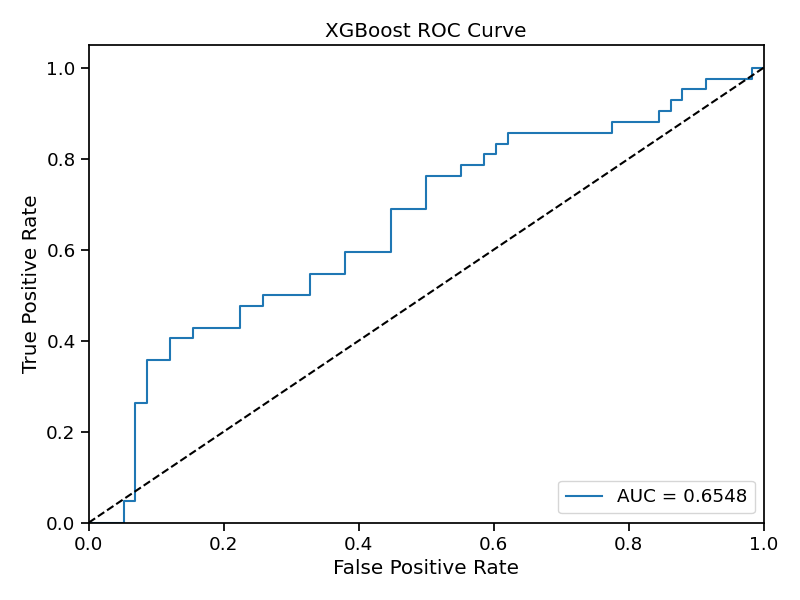 XGBoost ROC Curve
1.0
0.8
0.6
0.4
0.2
0.0
True Positive Rate
AUC = 0.6548
0.0 0.2 0.4 0.6 0.8 1.0
False Positive Rate